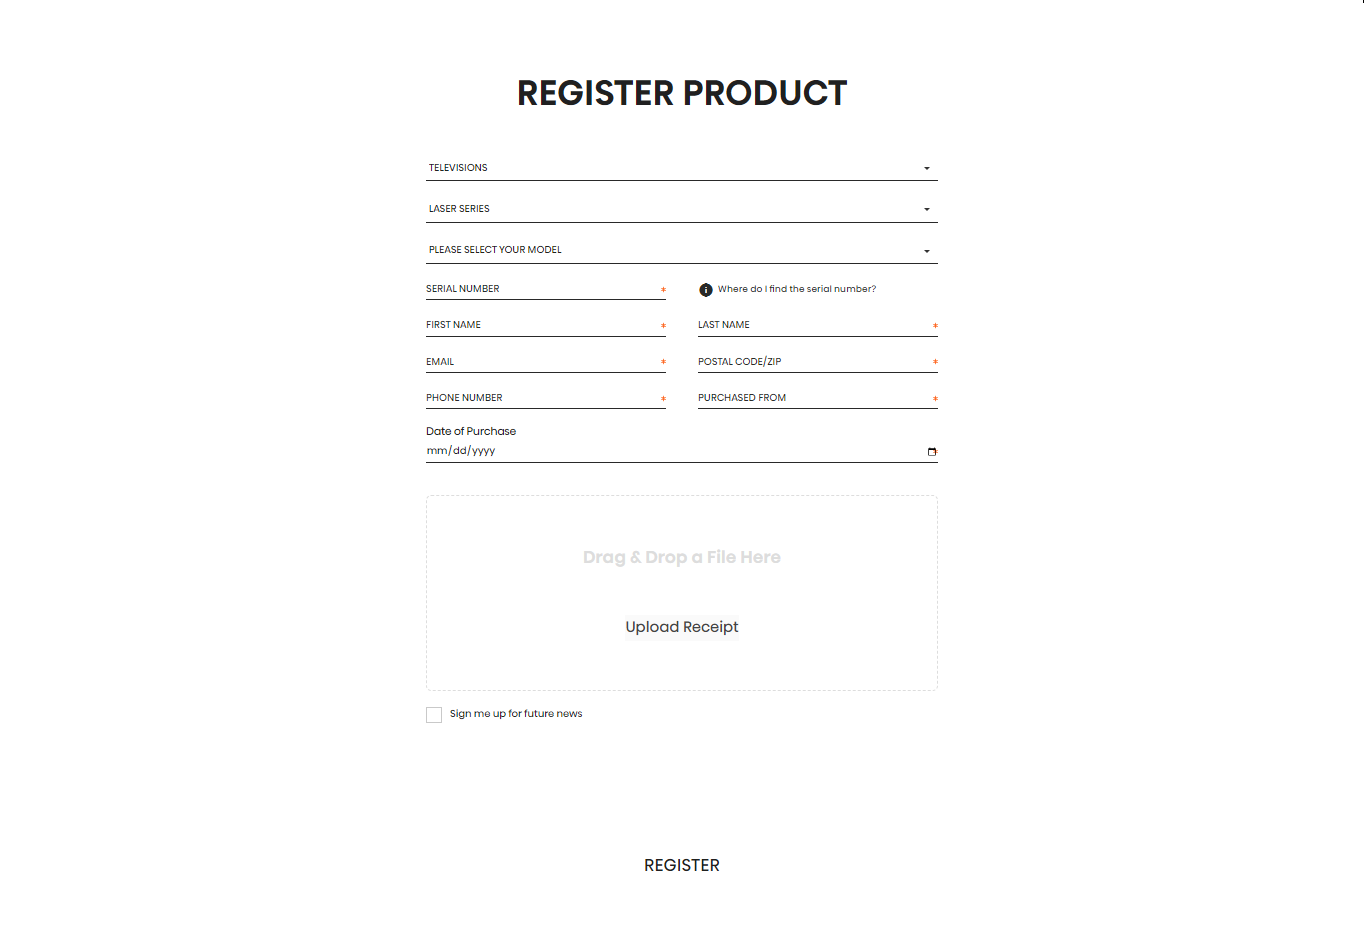 REGISTER PRODUCT
TELEVISIONS
LASER SERIES
PLEASE SELECT YOUR MODEL
SERIAL NUMBER *
Where do I find the serial number?
FIRST NAME *
LAST NAME *
EMAIL *
POSTAL CODE/ZIP *
PHONE NUMBER *
PURCHASED FROM *
Date of Purchase
mm/dd/yyyy *
Drag & Drop a File Here
Upload Receipt
Sign me up for future news
REGISTER